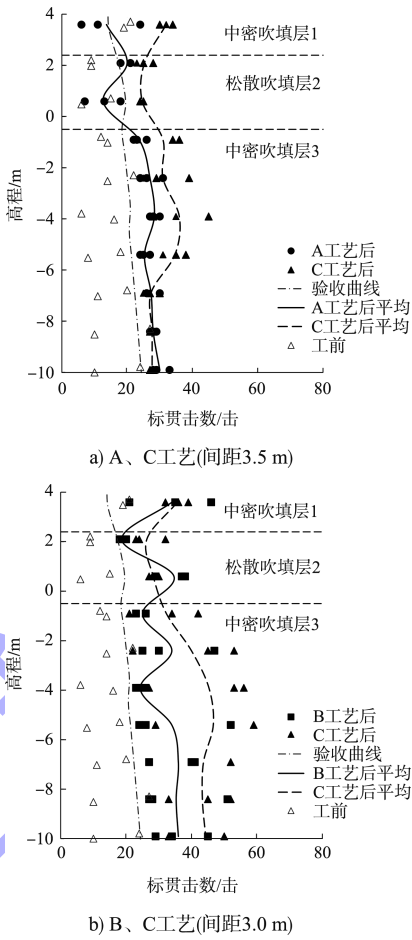 4
2
0
−2
−4
−6
−8
−10
高程/m
中密吹填层1
松散吹填层2
中密吹填层3
A工艺后
C工艺后
验收曲线
A工艺后平均
C工艺后平均
工前
0 20 40 60 80
标贯击数/击
a) A、C工艺(间距3.5 m)
4
2
0
−2
−4
−6
−8
−10
高程/m
中密吹填层1
松散吹填层2
中密吹填层3
B工艺后
C工艺后
验收曲线
B工艺后平均
C工艺后平均
工前
0 20 40 60 80
标贯击数/击
b) B、C工艺(间距3.0 m)